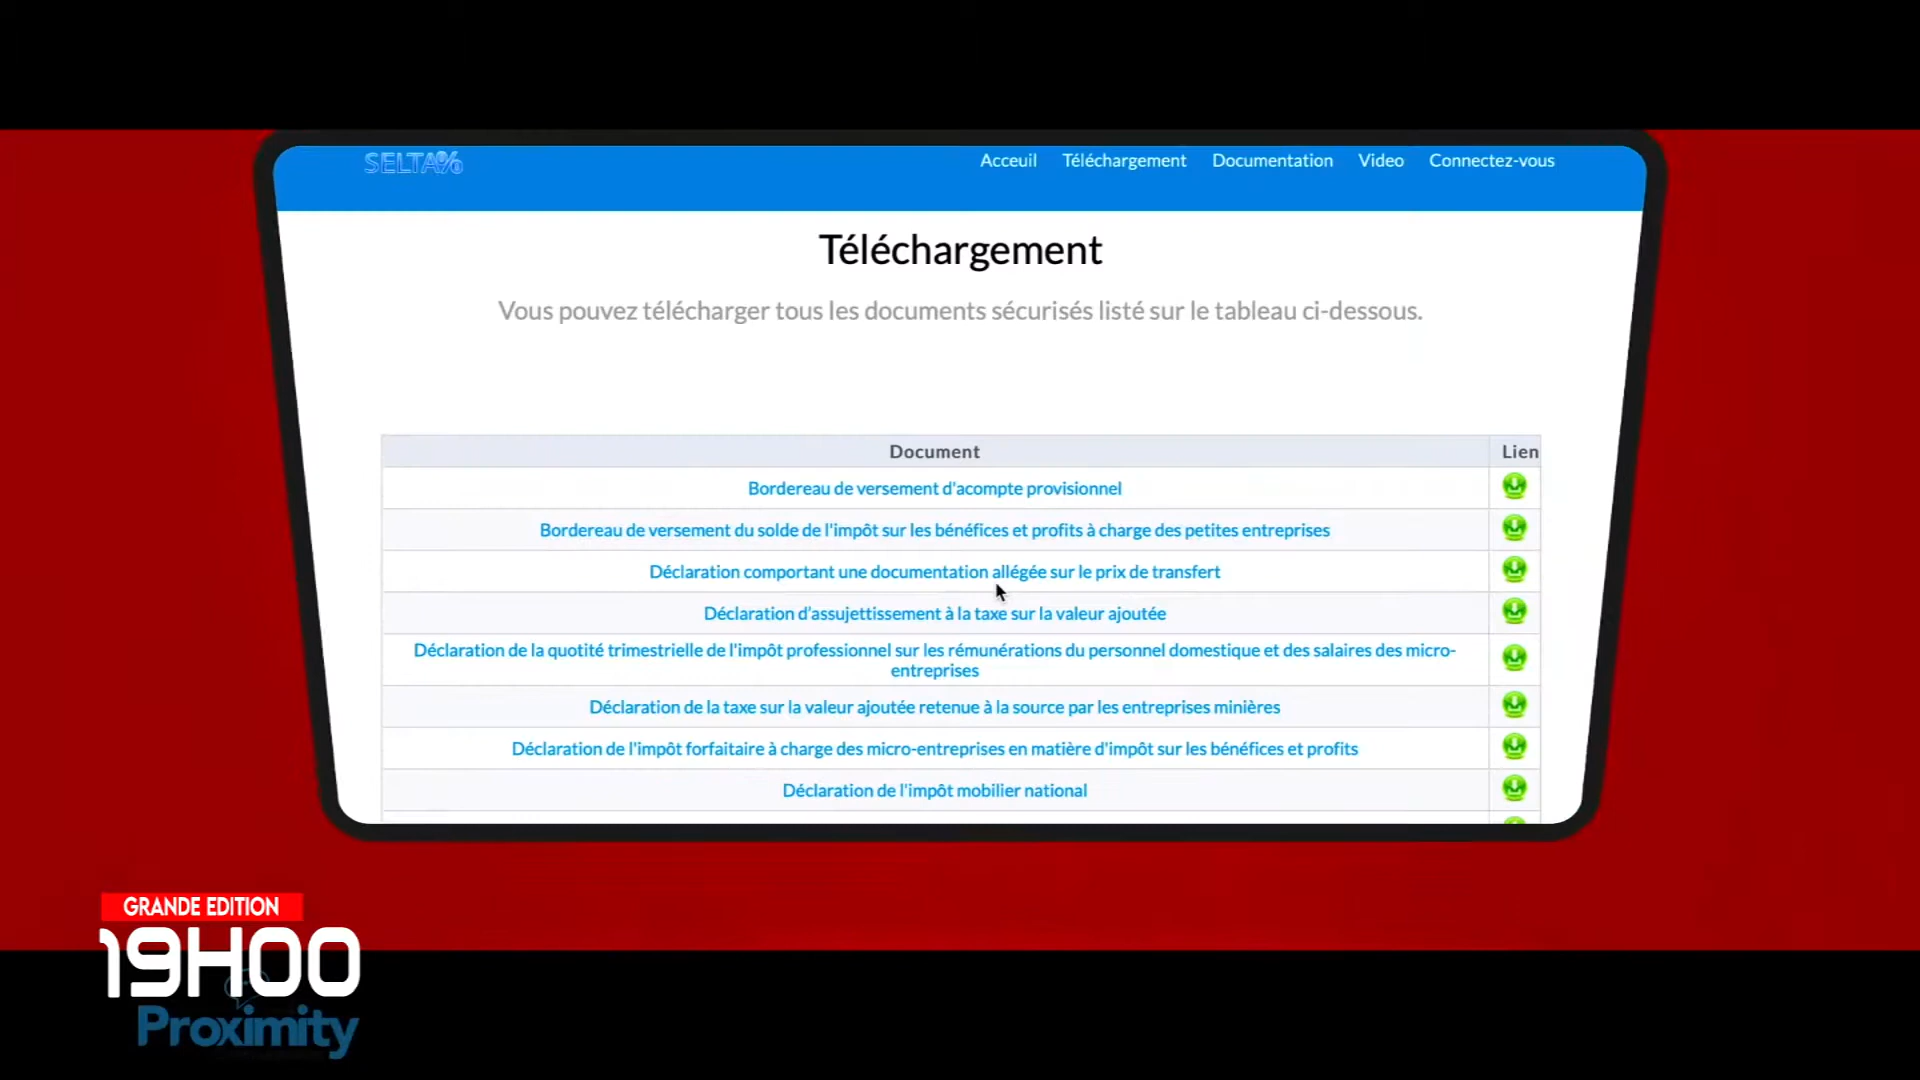 SELTA%
Acceuil Téléchargement Documentation Video Connectez-vous
Téléchargement
Vous pouvez télécharger tous les documents sécurisés listé sur le tableau ci-dessous.
Document Lien
Bordereau de versement d'acompte provisionnel
Bordereau de versement du solde de l'impôt sur les bénéfices et profits à charge des petites entreprises
Déclaration comportant une documentation allégée sur le prix de transfert
Déclaration d'assujettissement à la taxe sur la valeur ajoutée
Déclaration de la quotité trimestrielle de l'impôt professionnel sur les rémunérations du personnel domestique et des salaires des micro-
entreprises
Déclaration de la taxe sur la valeur ajoutée retenue à la source par les entreprises minières
Déclaration de l'impôt forfaitaire à charge des micro-entreprises en matière d'impôt sur les bénéfices et profits
Déclaration de l'impôt mobilier national
GRANDE EDITION
19H00
Proximity